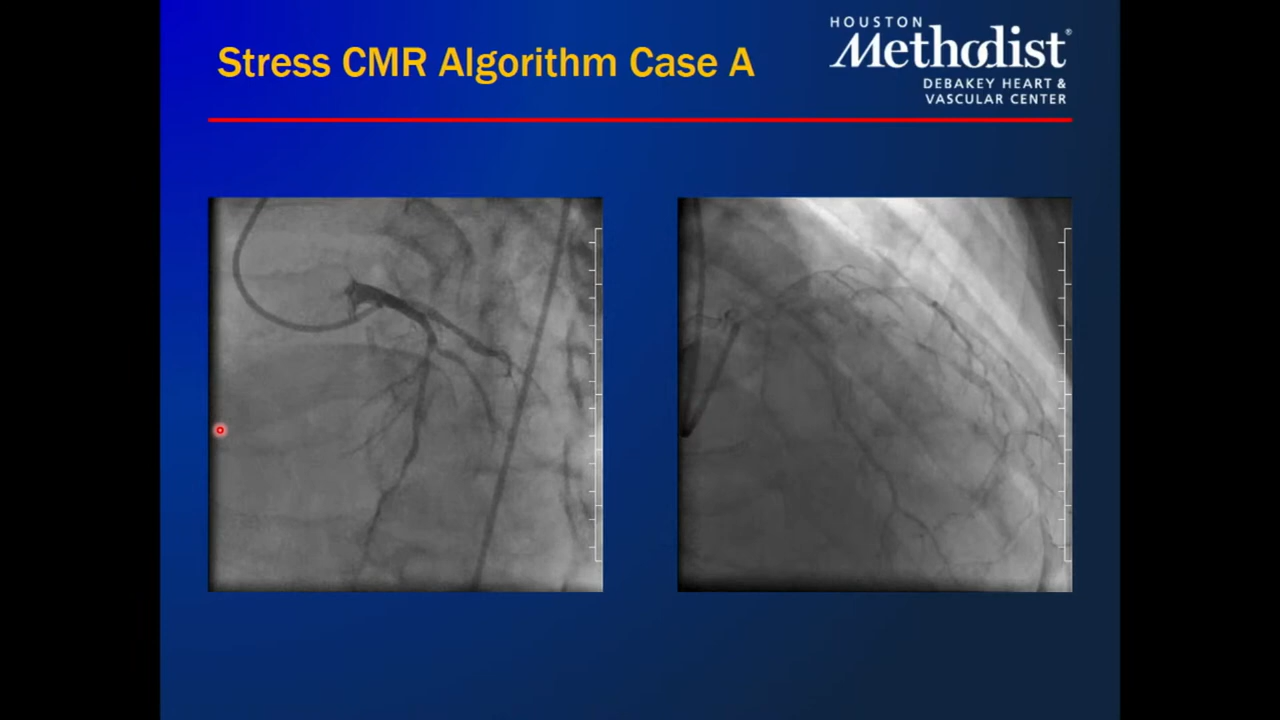 Stress CMR Algorithm Case A
HOUSTON
Methodist®
DEBAKEY HEART &
VASCULAR CENTER